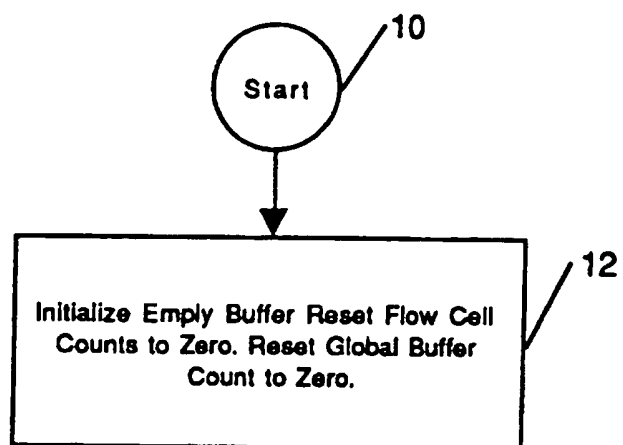 10
Start
12
Initialize Emply Buffer Reset Flow Cell
Counts to Zero. Reset Global Buffer
Count to Zero.